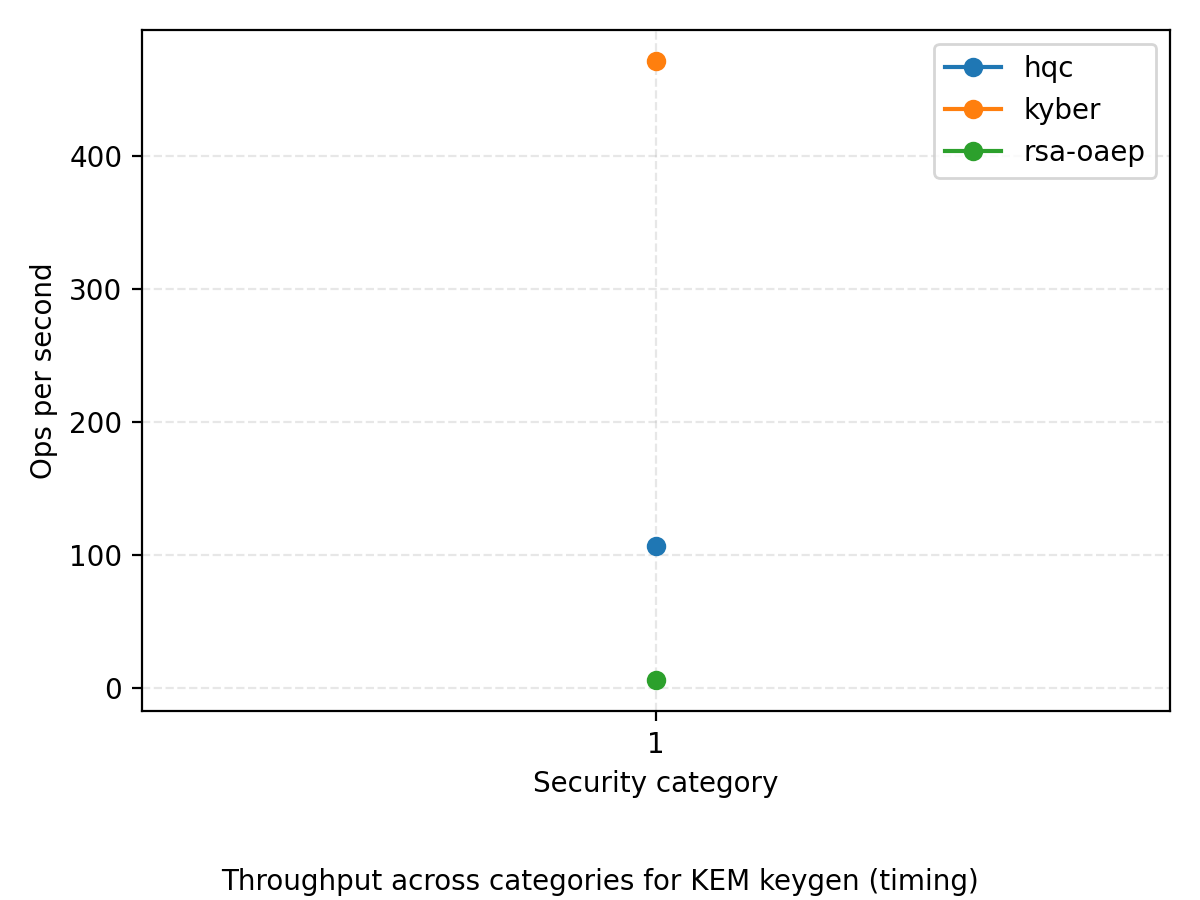 hqc
kyber
rsa-oaep
400
300
200
100
0
Ops per second
1
Security category
Throughput across categories for KEM keygen (timing)